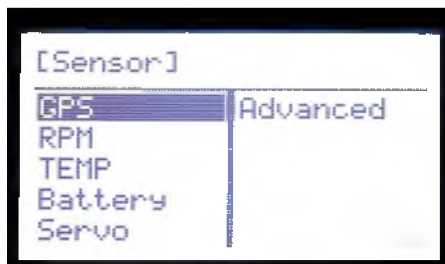 [Sensor]
GPS Advanced
RPM
TEMP
Battery
Servo